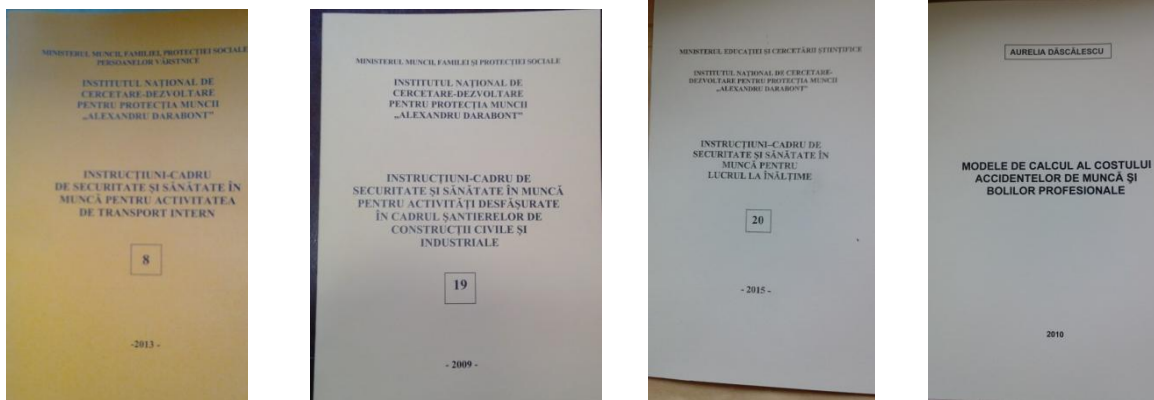 MINISTERUL MUNCII, FAMILIEI, PROTECȚIEI SOCIALE
PERSOANELOR VÂRSTNICE
INSTITUTUL NAȚIONAL DE
CERCETARE-DEZVOLTARE
PENTRU PROTECȚIA MUNCII
„ALEXANDRU DARABONT”
INSTRUCȚIUNI-CADRU
DE SECURITATE ȘI SĂNĂTATE ÎN
MUNCĂ PENTRU ACTIVITATEA
DE TRANSPORT INTERN
8
-2013 -
MINISTERUL MUNCII, FAMILEI ȘI PROTECȚIEI SOCIALE
INSTITUTUL NAȚIONAL DE
CERCETARE-DEZVOLTARE
PENTRU PROTECȚIA MUNCII
„ALEXANDRU DARABONT”
INSTRUCȚIUNI-CADRU DE
SECURITATE ȘI SĂNĂTATE ÎN MUNCĂ
PENTRU ACTIVITĂȚI DESFĂȘURATE
ÎN CADRUL ȘANTIERELOR DE
CONSTRUCȚII CIVILE ȘI
INDUSTRIALE
19
- 2009 -
MINISTERUL EDUCAȚIEI ȘI CERCETĂRII ȘTIINȚIFICE
INSTITUTUL NAȚIONAL DE CERCETARE-
DEZVOLTARE PENTRU PROTECȚIA MUNCII
„ALEXANDRU DARABONT”
INSTRUCȚIUNI–CADRU DE
SECURITATE ȘI SĂNĂTATE ÎN
MUNCĂ PENTRU
LUCRUL LA ÎNĂLȚIME
20
- 2015 -
AURELIA DĂSCĂLESCU
MODELE DE CALCUL AL COSTULUI
ACCIDENTELOR DE MUNCĂ ȘI
BOLILOR PROFESIONALE
2010